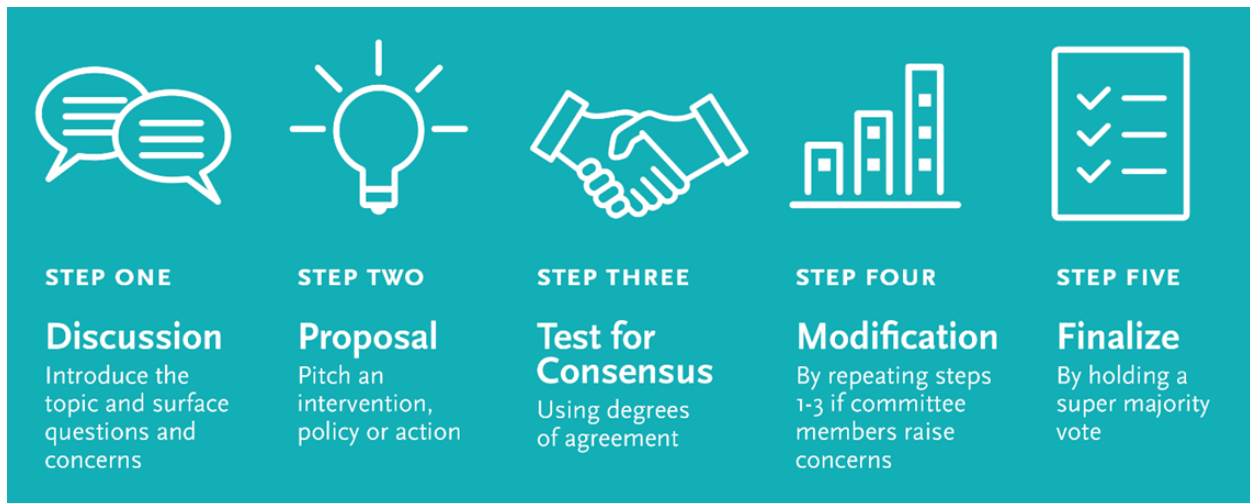 STEP ONE
Discussion
Introduce the
topic and surface
questions and
concerns
STEP TWO
Proposal
Pitch an
intervention,
policy or action
STEP THREE
Test for
Consensus
Using degrees
of agreement
STEP FOUR
Modification
By repeating steps
1-3 if committee
members raise
concerns
STEP FIVE
Finalize
By holding a
super majority
vote